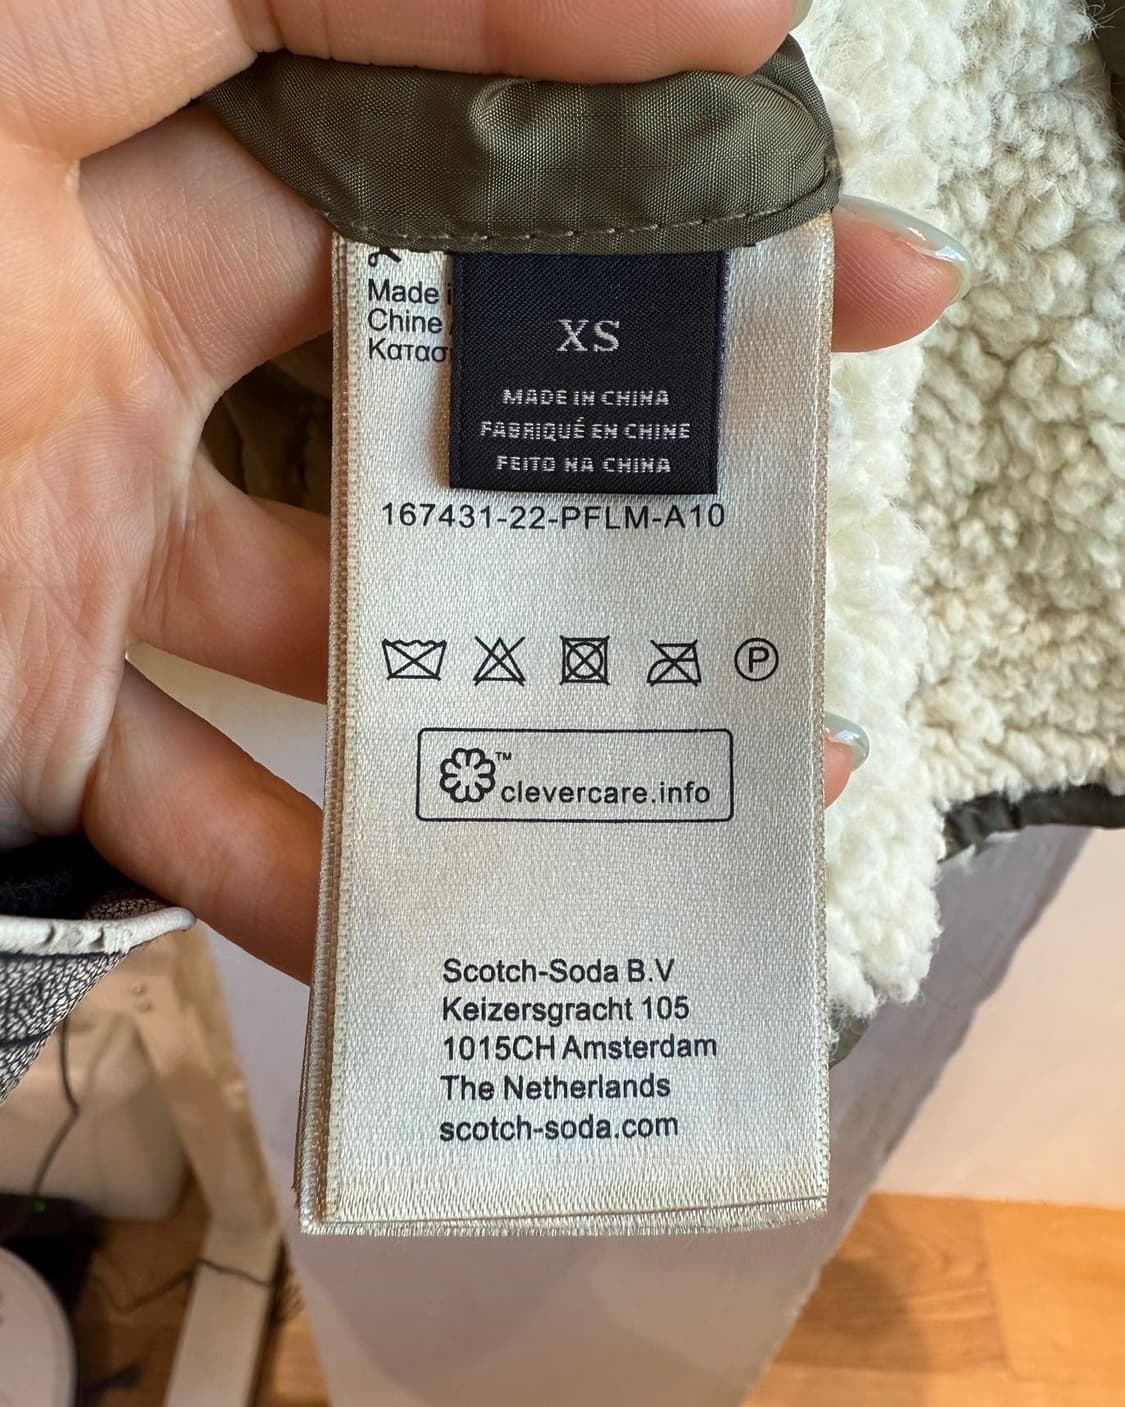 Made
Chine
Κατασ
XS
MADE IN CHINA
FABRIQUÉ EN CHINE
FEITO NA CHINA
167431-22-PFLM-A10
P
™
clevercare.info
Scotch-Soda B.V
Keizersgracht 105
1015CH Amsterdam
The Netherlands
scotch-soda.com